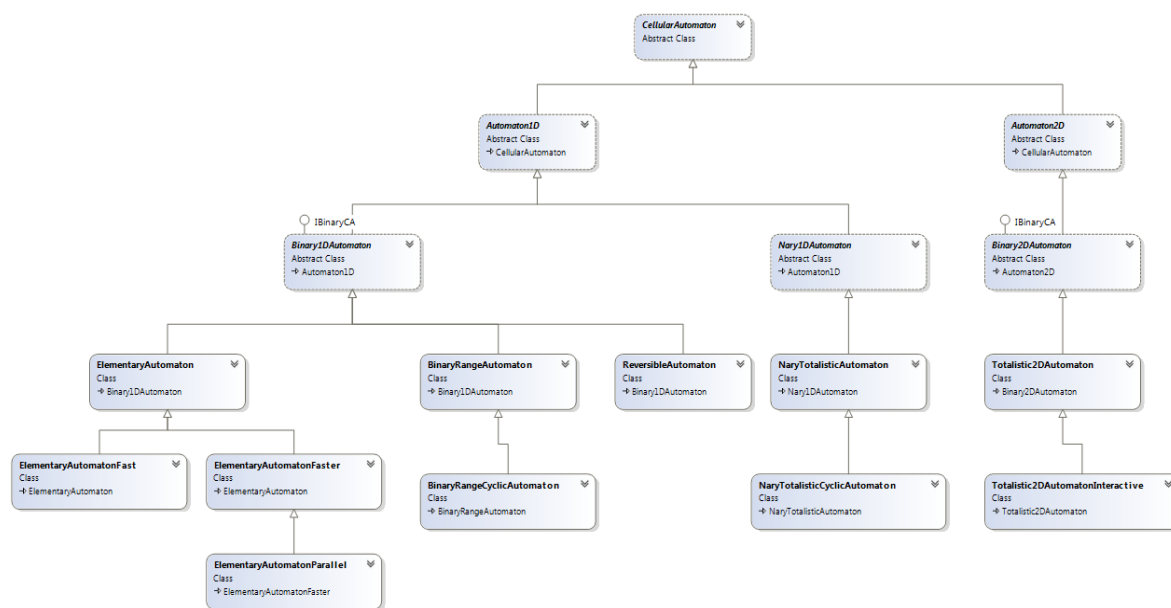 CellularAutomaton
Abstract Class
Automaton1D
Abstract Class
CellularAutomaton
Automaton2D
Abstract Class
CellularAutomaton
IBinaryCA
Binary1DAutomaton
Abstract Class
Automaton1D
Nary1DAutomaton
Abstract Class
Automaton1D
IBinaryCA
Binary2DAutomaton
Abstract Class
Automaton2D
ElementaryAutomaton
Class
Binary1DAutomaton
BinaryRangeAutomaton
Class
Binary1DAutomaton
ReversibleAutomaton
Class
Binary1DAutomaton
NaryTotalisticAutomaton
Class
Nary1DAutomaton
Totalistic2DAutomaton
Class
Binary2DAutomaton
ElementaryAutomatonFast
Class
ElementaryAutomaton
ElementaryAutomatonFaster
Class
ElementaryAutomaton
BinaryRangeCyclicAutomaton
Class
BinaryRangeAutomaton
NaryTotalisticCyclicAutomaton
Class
NaryTotalisticAutomaton
Totalistic2DAutomatonInteractive
Class
Totalistic2DAutomaton
ElementaryAutomatonParallel
Class
ElementaryAutomatonFaster